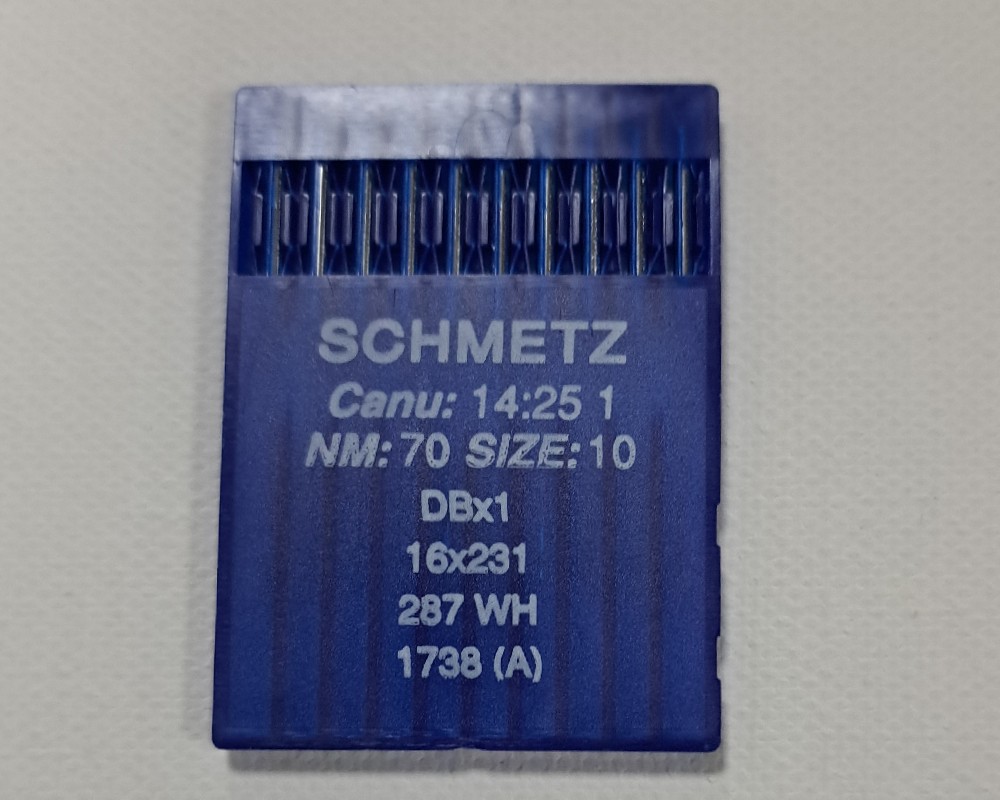 SCHMETZ
Canu: 14:25 1
NM: 70 SIZE: 10
DBx1
16x231
287 WH
1738 (A)